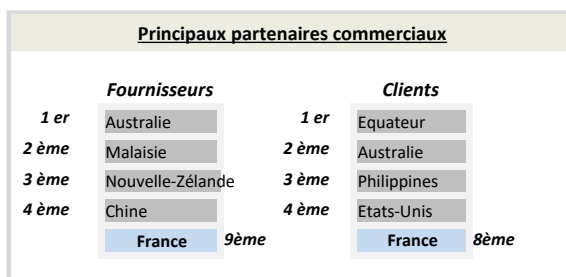 Principaux partenaires commerciaux
Fournisseurs Clients
1 er Australie 1 er Equateur
2 ème Malaisie 2 ème Australie
3 ème Nouvelle-Zélande 3 ème Philippines
4 ème Chine 4 ème Etats-Unis
France 9ème France 8ème